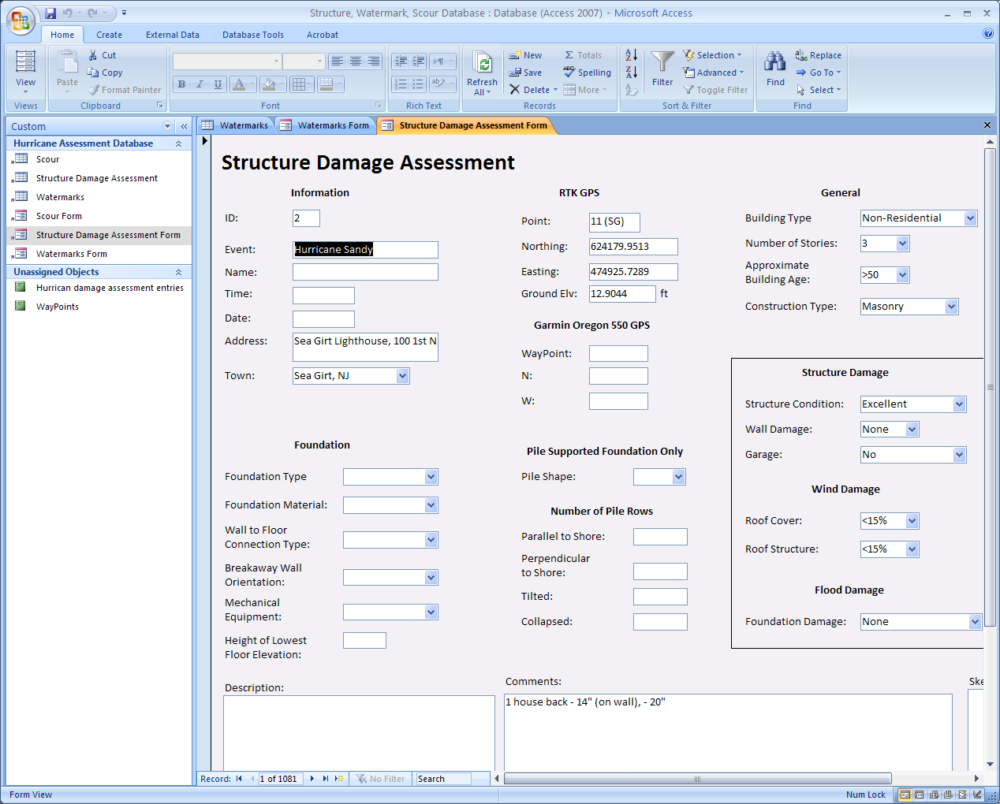 Structure, Watermark, Scour Database : Database (Access 2007) - Microsoft Access
Home Create External Data Database Tools Acrobat
View
Views
Paste
Cut
Copy
Format Painter
Clipboard
B I U A
Font
Rich Text
Refresh All
New
Save
Delete
Totals
Spelling
More
Records
Filter
Selection
Advanced
Toggle Filter
Sort & Filter
Find
Replace
Go To
Select
Find
Custom
Hurricane Assessment Database
Scour
Structure Damage Assessment
Watermarks
Scour Form
Structure Damage Assessment Form
Watermarks Form
Unassigned Objects
Hurrican damage assessment entries
WayPoints
Watermarks Watermarks Form Structure Damage Assessment Form
Structure Damage Assessment
Information
ID: 2
Event: Hurricane Sandy
Name:
Time:
Date:
Address: Sea Girt Lighthouse, 100 1st N
Town: Sea Girt, NJ
RTK GPS
Point: 11 (SG)
Northing: 624179.9513
Easting: 474925.7289
Ground Elv: 12.9044 ft
Garmin Oregon 550 GPS
WayPoint:
N:
W:
General
Building Type Non-Residential
Number of Stories: 3
Approximate
Building Age: >50
Construction Type: Masonry
Structure Damage
Structure Condition: Excellent
Wall Damage: None
Garage: No
Wind Damage
Roof Cover: <15%
Roof Structure: <15%
Flood Damage
Foundation Damage: None
Foundation
Foundation Type
Foundation Material:
Wall to Floor
Connection Type:
Breakaway Wall
Orientation:
Mechanical
Equipment:
Height of Lowest
Floor Elevation:
Pile Supported Foundation Only
Pile Shape:
Number of Pile Rows
Parallel to Shore:
Perpendicular
to Shore:
Tilted:
Collapsed:
Description:
Comments:
1 house back - 14" (on wall), - 20"
Ske
Record: 1 of 1081 No Filter Search
Form View
Num Lock